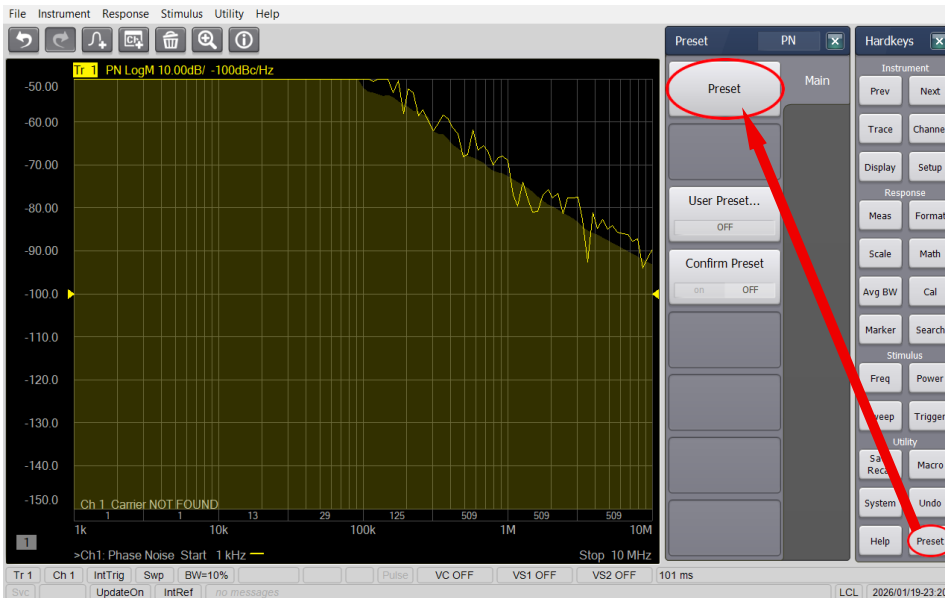 File Instrument Response Stimulus Utility Help
Tr 1 PN LogM 10.00dB/ -100dBc/Hz
-50.00
-60.00
-70.00
-80.00
-90.00
-100.0
-110.0
-120.0
-130.0
-140.0
-150.0
Ch 1 Carrier NOT FOUND
1 1 13 29 125 509 509 509
1k 10k 100k 1M 10M
1
>Ch1: Phase Noise Start 1 kHz Stop 10 MHz
Preset PN
Main
Preset
User Preset...
OFF
Confirm Preset
on OFF
Hardkeys
Instrument
Prev Next
Trace Channe
Display Setup
Response
Meas Format
Scale Math
Avg BW Cal
Marker Search
Stimulus
Freq Power
Trigger
Utility
Macro
System Undo
Help Preset
Tr 1 Ch 1 IntTrig Swp BW=10% Pulse VC OFF VS1 OFF VS2 OFF 101 ms
Svc UpdateOn IntRef no messages LCL